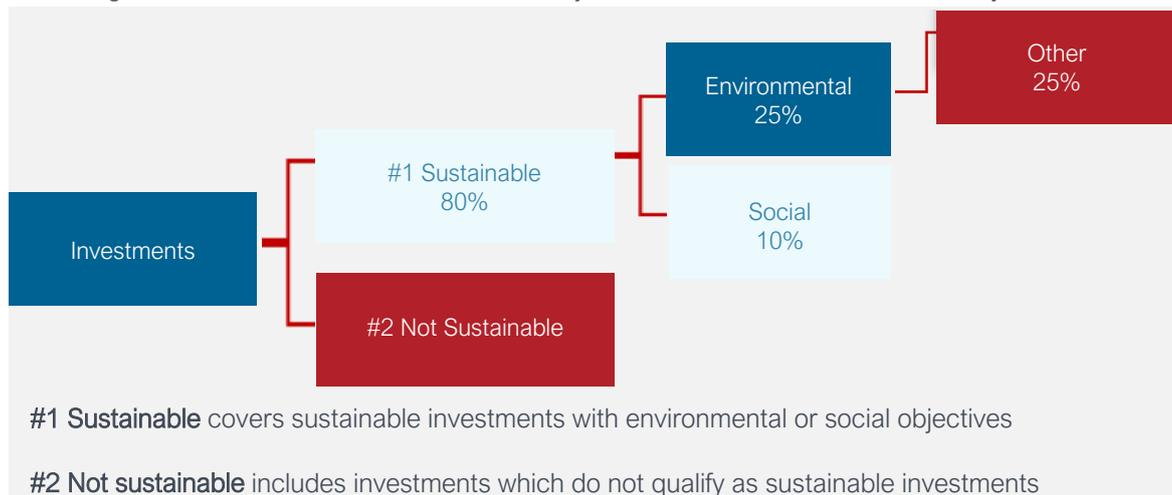 Other
25%
Environmental
25%
#1 Sustainable
80%
Social
10%
Investments
#2 Not Sustainable
#1 Sustainable covers sustainable investments with environmental or social objectives
#2 Not sustainable includes investments which do not qualify as sustainable investments